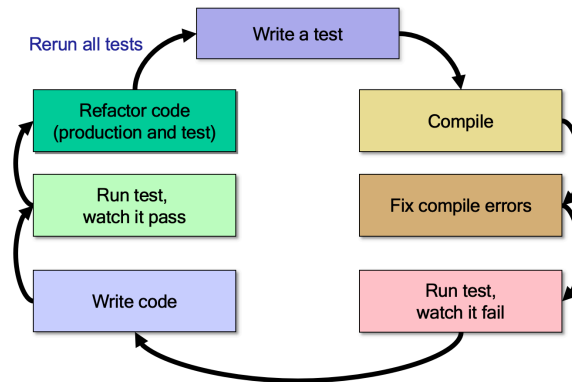 Write a test
Rerun all tests
Refactor code
(production and test)
Compile
Run test,
watch it pass
Fix compile errors
Write code
Run test,
watch it fail